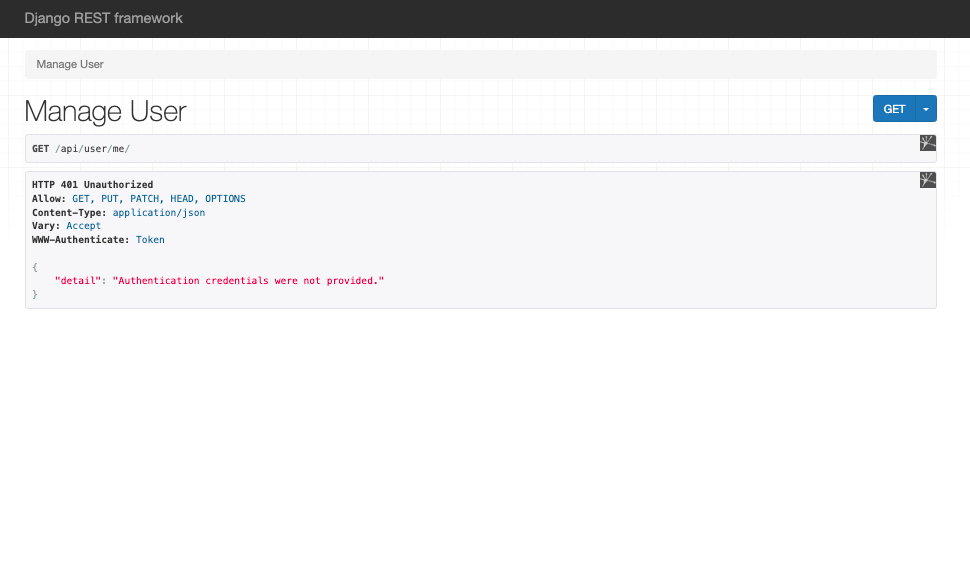 Django REST framework
Manage User
Manage User
GET
GET /api/user/me/
HTTP 401 Unauthorized
Allow: GET, PUT, PATCH, HEAD, OPTIONS
Content-Type: application/json
Vary: Accept
WWW-Authenticate: Token
{
    "detail": "Authentication credentials were not provided."
}